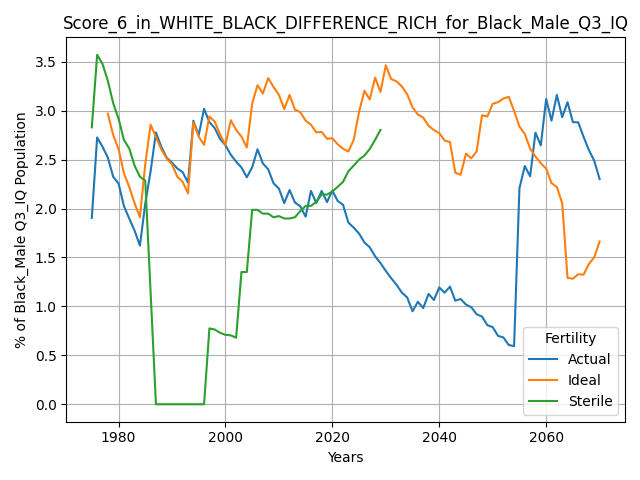 Score_6_in_WHITE_BLACK_DIFFERENCE_RICH_for_Black_Male_Q3_IQ
% of Black_Male Q3_IQ Population
3.5
3.0
2.5
2.0
1.5
1.0
0.5
0.0
Fertility
Actual
Ideal
Sterile
1980
2000
2020
2040
2060
Years